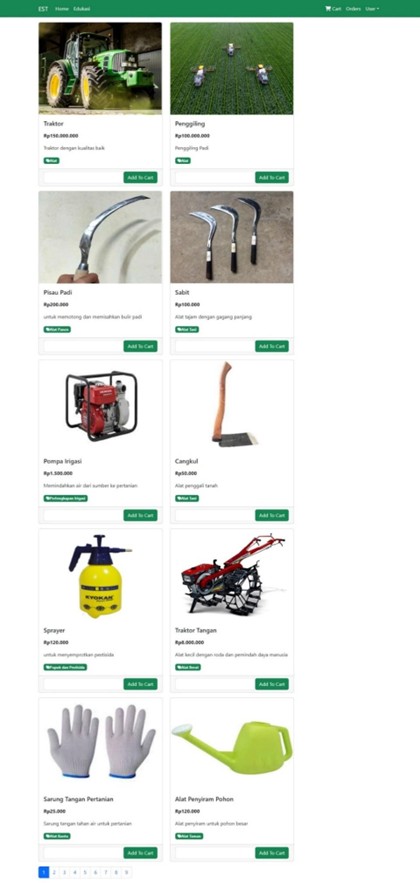 EST Home Edukasi Cart Orders User
Traktor
Rp150.000.000
Traktor dengan kualitas baik
Alat
Add To Cart
Penggiling
Rp100.000.000
Penggiling Padi
Alat
Add To Cart
Pisau Padi
Rp200.000
untuk memotong dan memisahkan bulir padi
Alat Panen
Add To Cart
Sabit
Rp100.000
Alat tajam dengan gagang panjang
Alat Tani
Add To Cart
Pompa Irigasi
Rp1.500.000
Memindahkan air dari sumber ke pertanian
Perlengkapan Irigasi
Add To Cart
Cangkul
Rp50.000
Alat penggali tanah
Alat Tani
Add To Cart
Sprayer
Rp120.000
untuk menyemprotkan pestisida
Pupuk dan Pestisida
Add To Cart
Traktor Tangan
Rp8.000.000
Alat kecil dengan roda dan pemindah daya manusia
Alat Berat
Add To Cart
Sarung Tangan Pertanian
Rp25.000
Sarung tangan tahan air untuk pertanian
Alat Bantu
Add To Cart
Alat Penyiram Pohon
Rp120.000
Alat penyiram untuk pohon besar
Alat Taman
Add To Cart
1 2 3 4 5 6 7 8 9